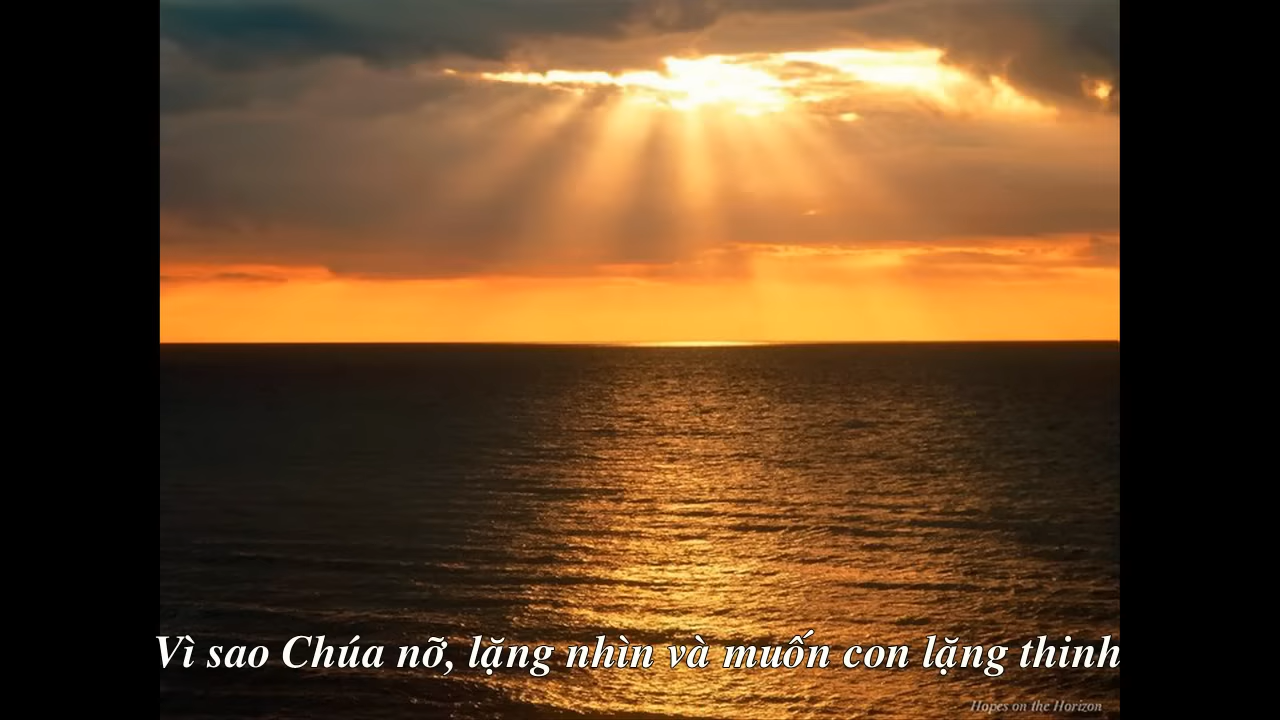 Vì sao Chúa nỡ, lặng nhìn và muốn con lặng thinh
Hopes on the Horizon